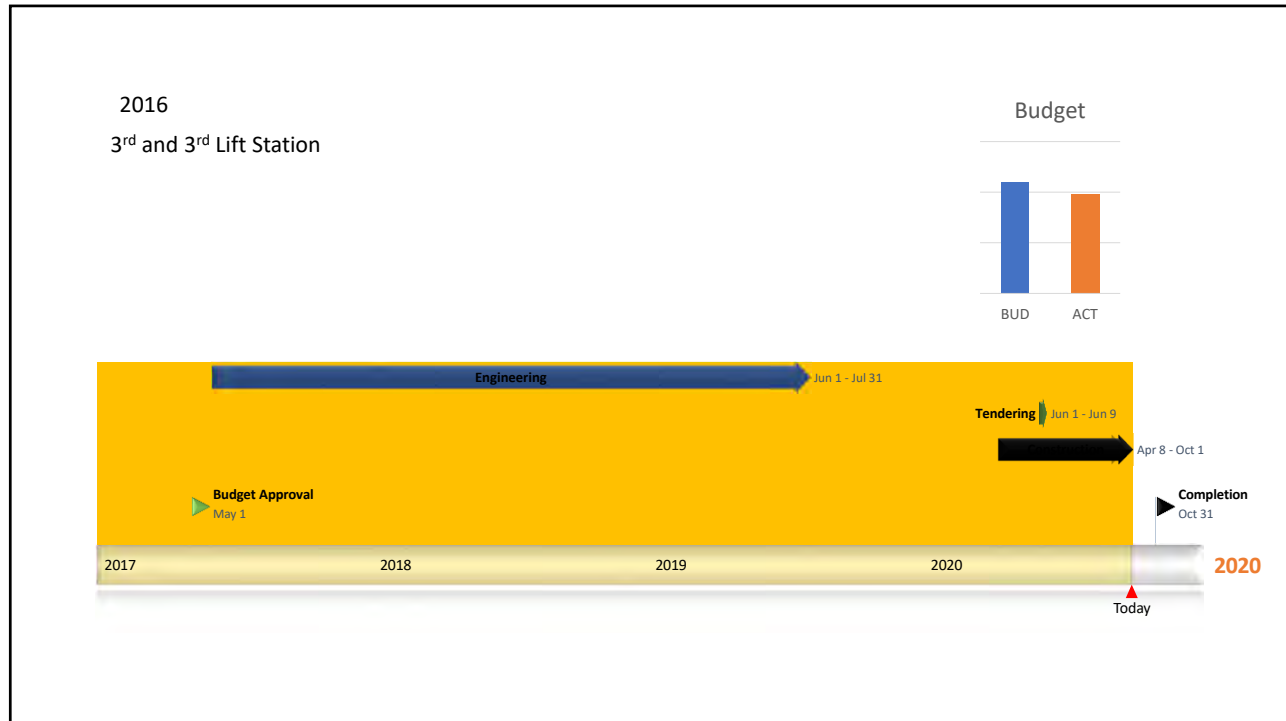 2016
3rd and 3rd Lift Station
Budget
BUD ACT
Engineering Jun 1 - Jul 31
Tendering Jun 1 - Jun 9
Apr 8 - Oct 1
Budget Approval
May 1
Completion
Oct 31
2017 2018 2019 2020 2020
Today